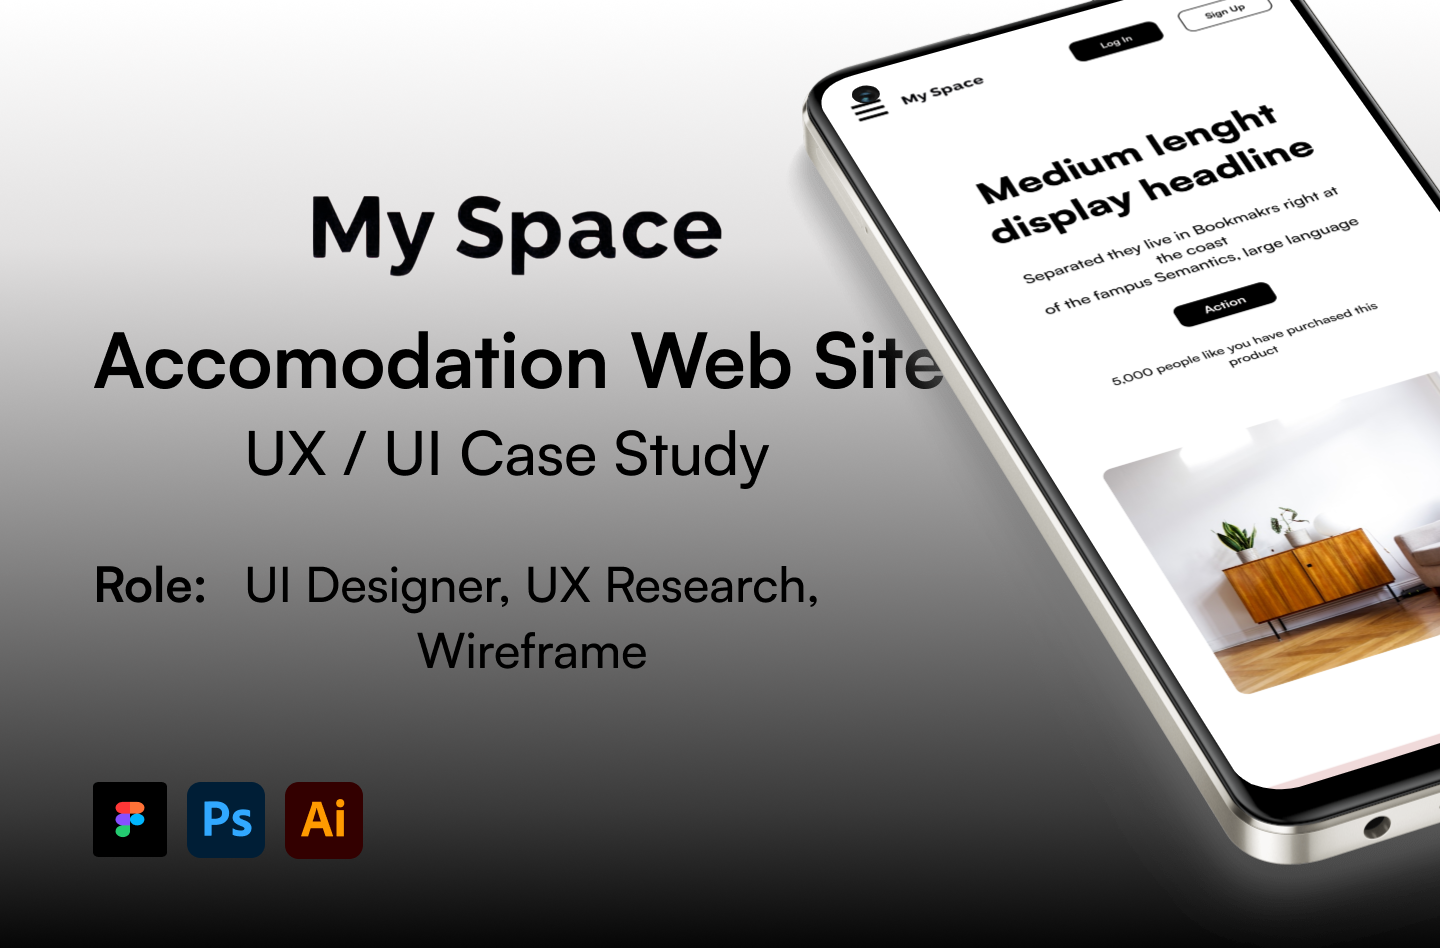 My Space
Accomodation Web Site
UX / UI Case Study
Role: UI Designer, UX Research,
Wireframe
Ps
Ai
Log In
Sign Up
My Space
Medium lenght
display headline
Separated they live in Bookmakrs right at
the coast
of the fampus Semantics, large language
Action
5,000 people like you have purchased this
product